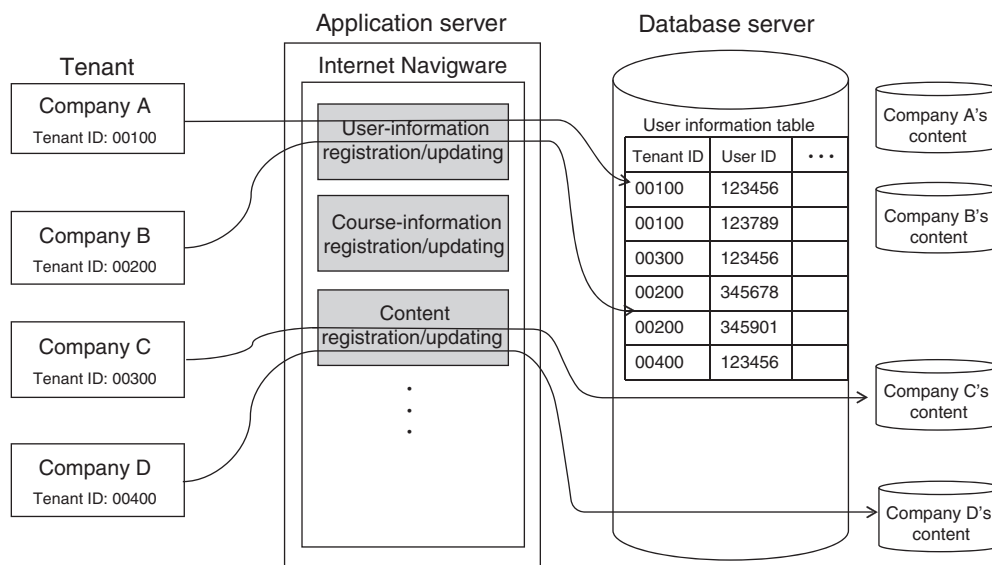 Application server
Database server
Tenant
Internet Navigware
Company A
Tenant ID: 00100
Company B
Tenant ID: 00200
Company C
Tenant ID: 00300
Company D
Tenant ID: 00400
User-information
registration/updating
Course-information
registration/updating
Content
registration/updating
User information table
Tenant ID User ID • • •
00100 123456
00100 123789
00300 123456
00200 345678
00200 345901
00400 123456
Company A’s
content
Company B’s
content
Company C’s
content
Company D’s
content